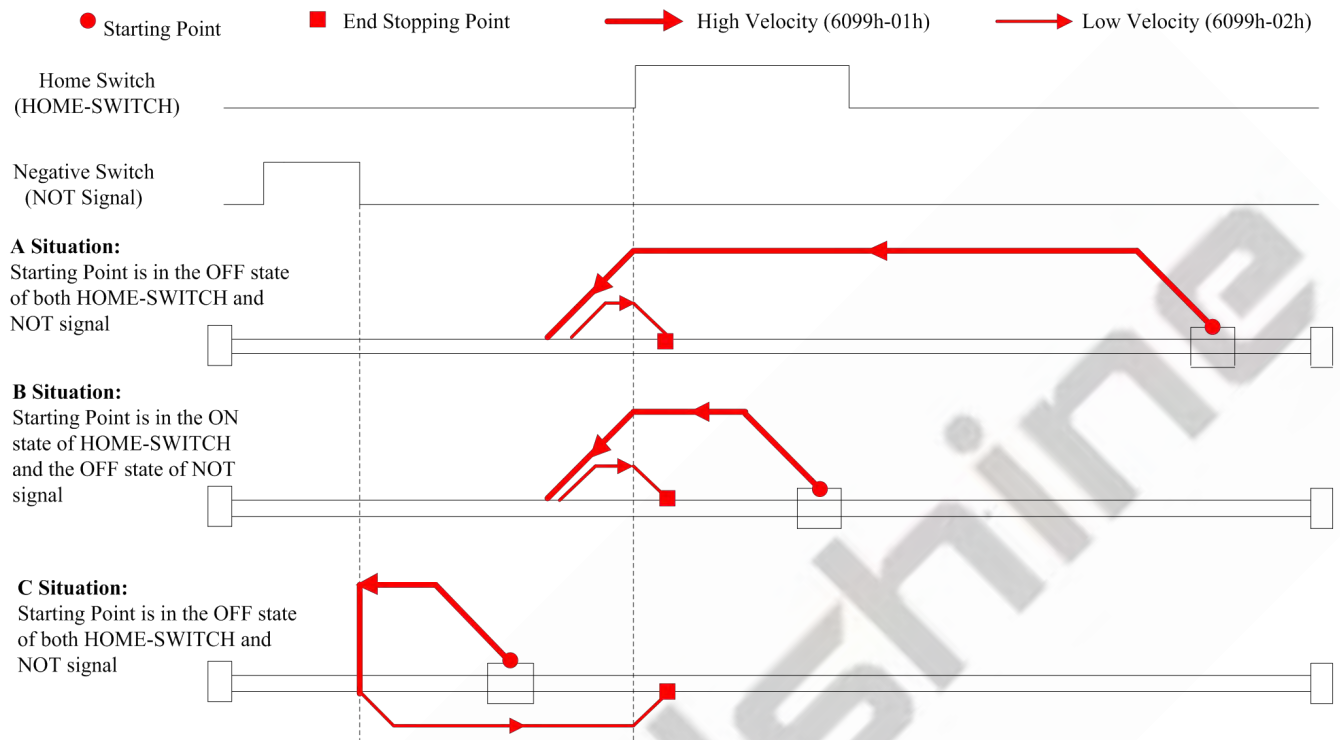 Starting Point
End Stopping Point
High Velocity (6099h-01h)
Low Velocity (6099h-02h)
Home Switch
(HOME-SWITCH)
Negative Switch
(NOT Signal)
A Situation:
Starting Point is in the OFF state
of both HOME-SWITCH and
NOT signal
B Situation:
Starting Point is in the ON
state of HOME-SWITCH
and the OFF state of NOT
signal
C Situation:
Starting Point is in the OFF state
of both HOME-SWITCH and
NOT signal
shine